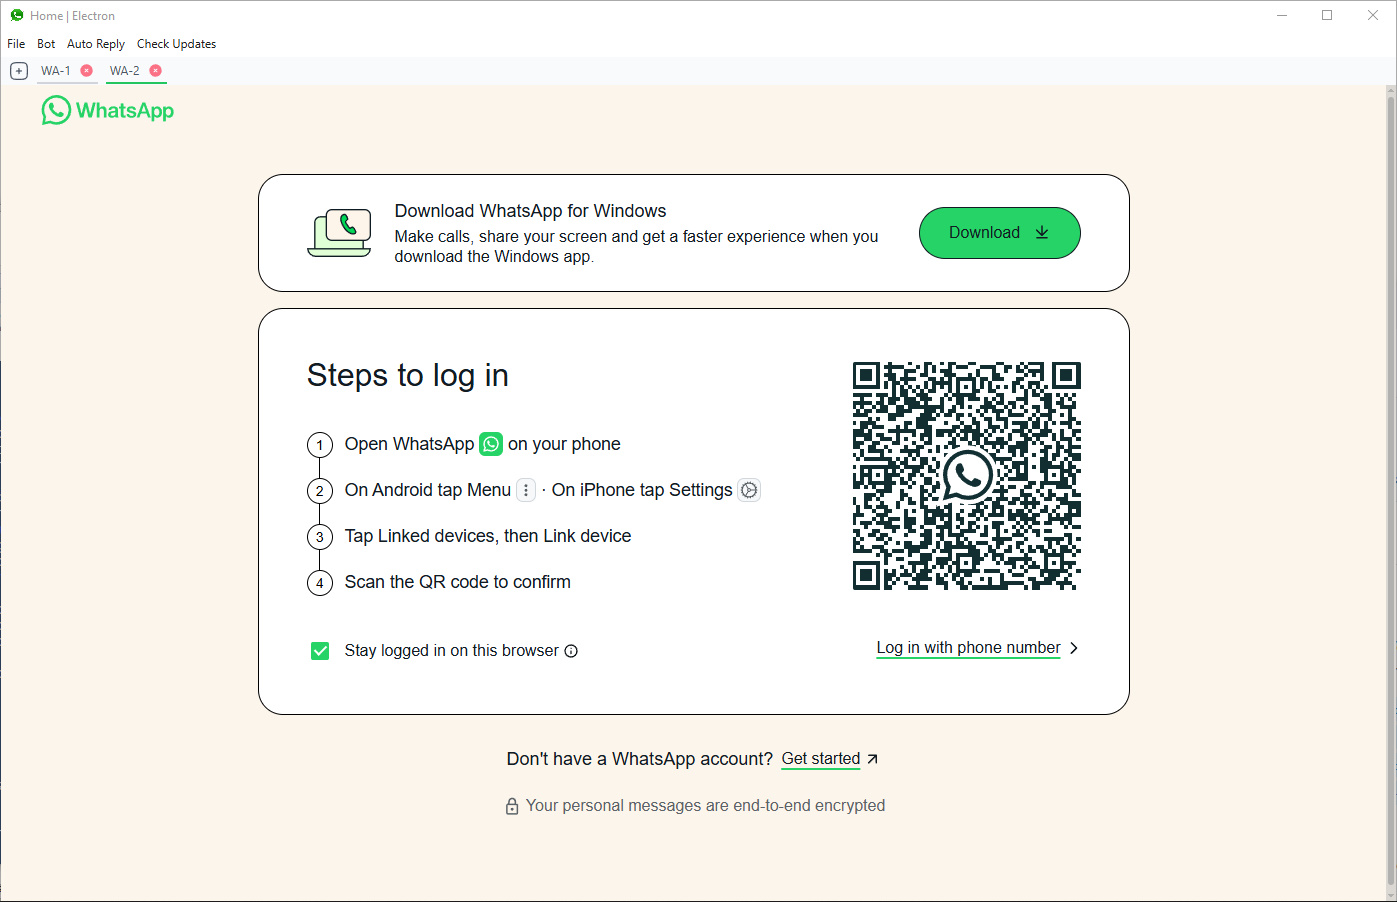 Home | Electron
File Bot Auto Reply Check Updates
WA-1 WA-2
WhatsApp
Download WhatsApp for Windows
Make calls, share your screen and get a faster experience when you
download the Windows app.
Download
Steps to log in
1 Open WhatsApp on your phone
2 On Android tap Menu · On iPhone tap Settings
3 Tap Linked devices, then Link device
4 Scan the QR code to confirm
Stay logged in on this browser
Log in with phone number
Don't have a WhatsApp account? Get started
Your personal messages are end-to-end encrypted